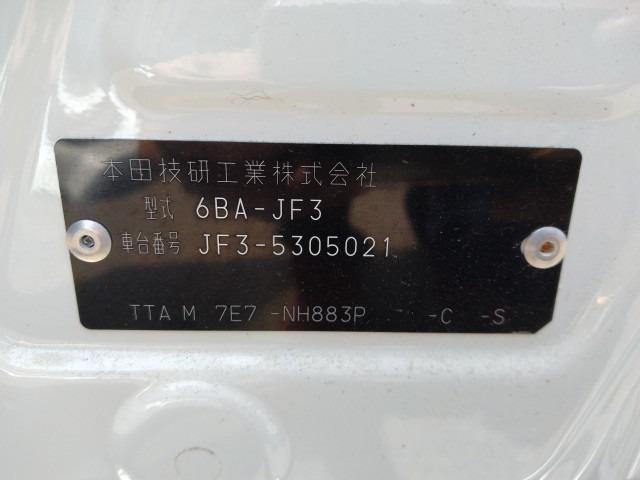 本田技研工業株式会社
型式 6BA-JF3
車台番号 JF3-5305021
TTA M 7E7 -NH883P -C -S